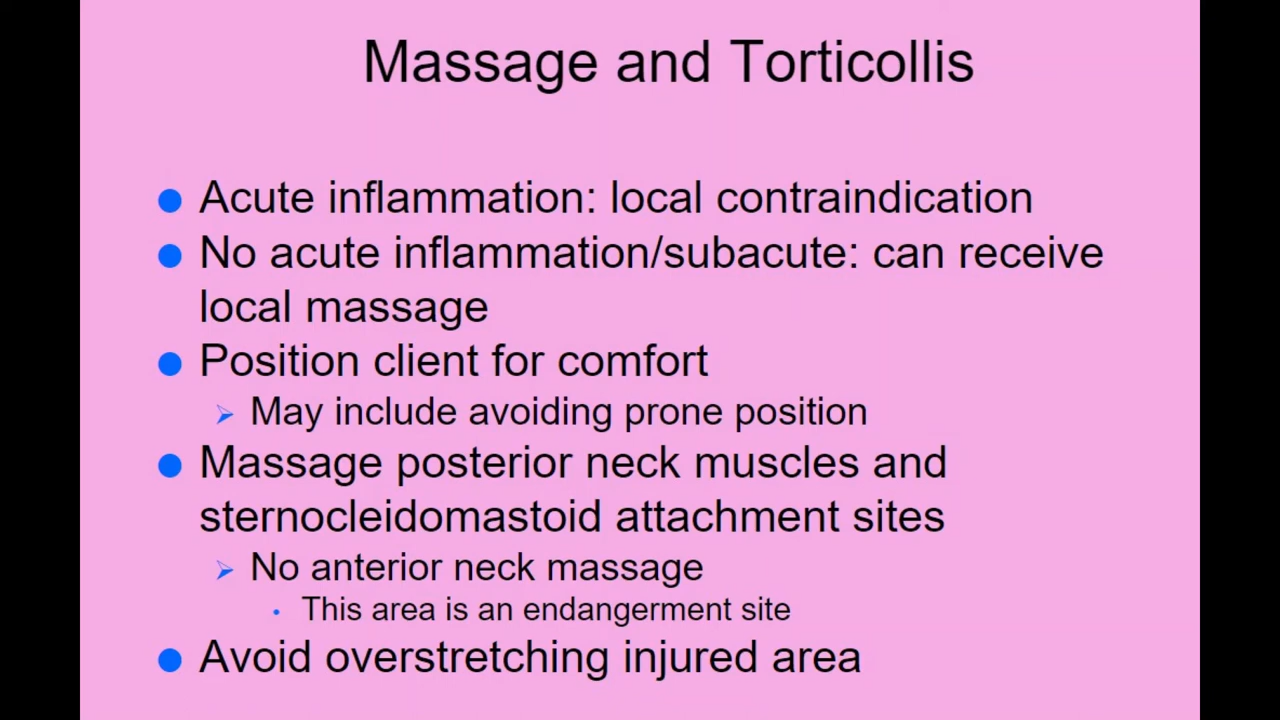 Massage and Torticollis
Acute inflammation: local contraindication
No acute inflammation/subacute: can receive
local massage
Position client for comfort
May include avoiding prone position
Massage posterior neck muscles and
sternocleidomastoid attachment sites
No anterior neck massage
This area is an endangerment site
Avoid overstretching injured area